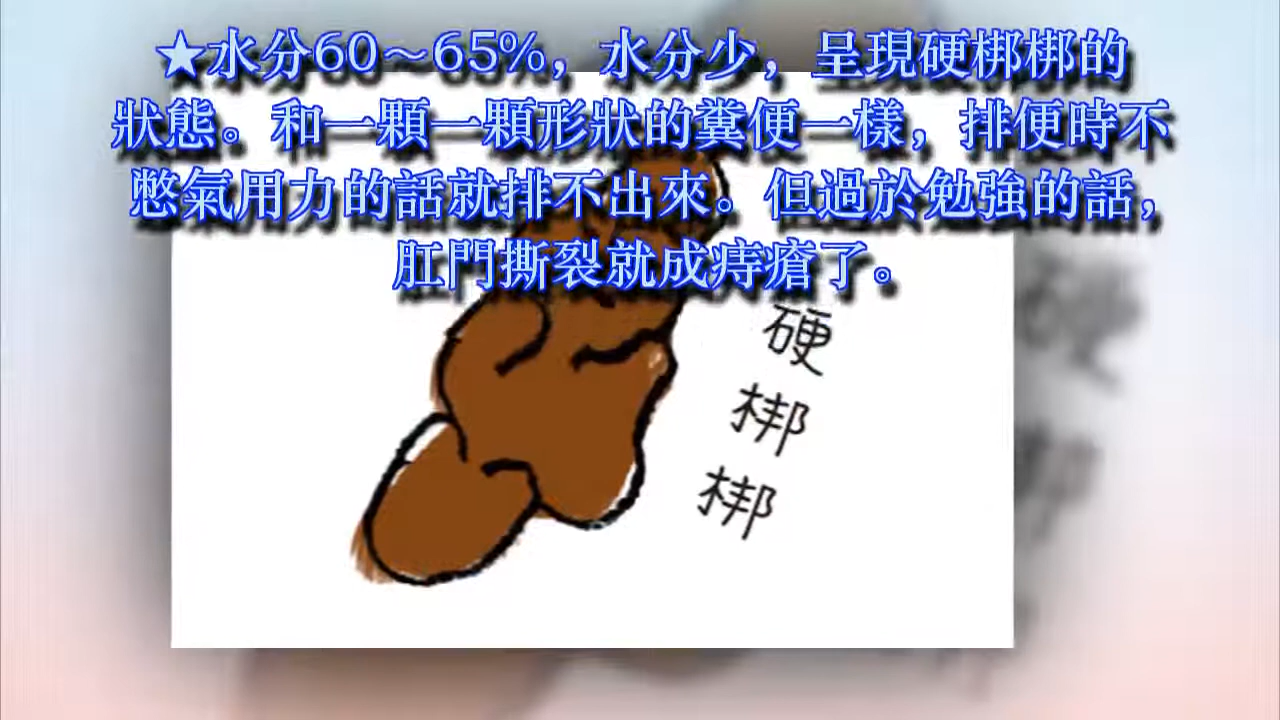 ★水分60～65%，水分少，呈現硬梆梆的
狀態。和一顆一顆形狀的糞便一樣，排便時不
憋氣用力的話就排不出來。但過於勉強的話，
肛門撕裂就成痔瘡了。
硬梆梆